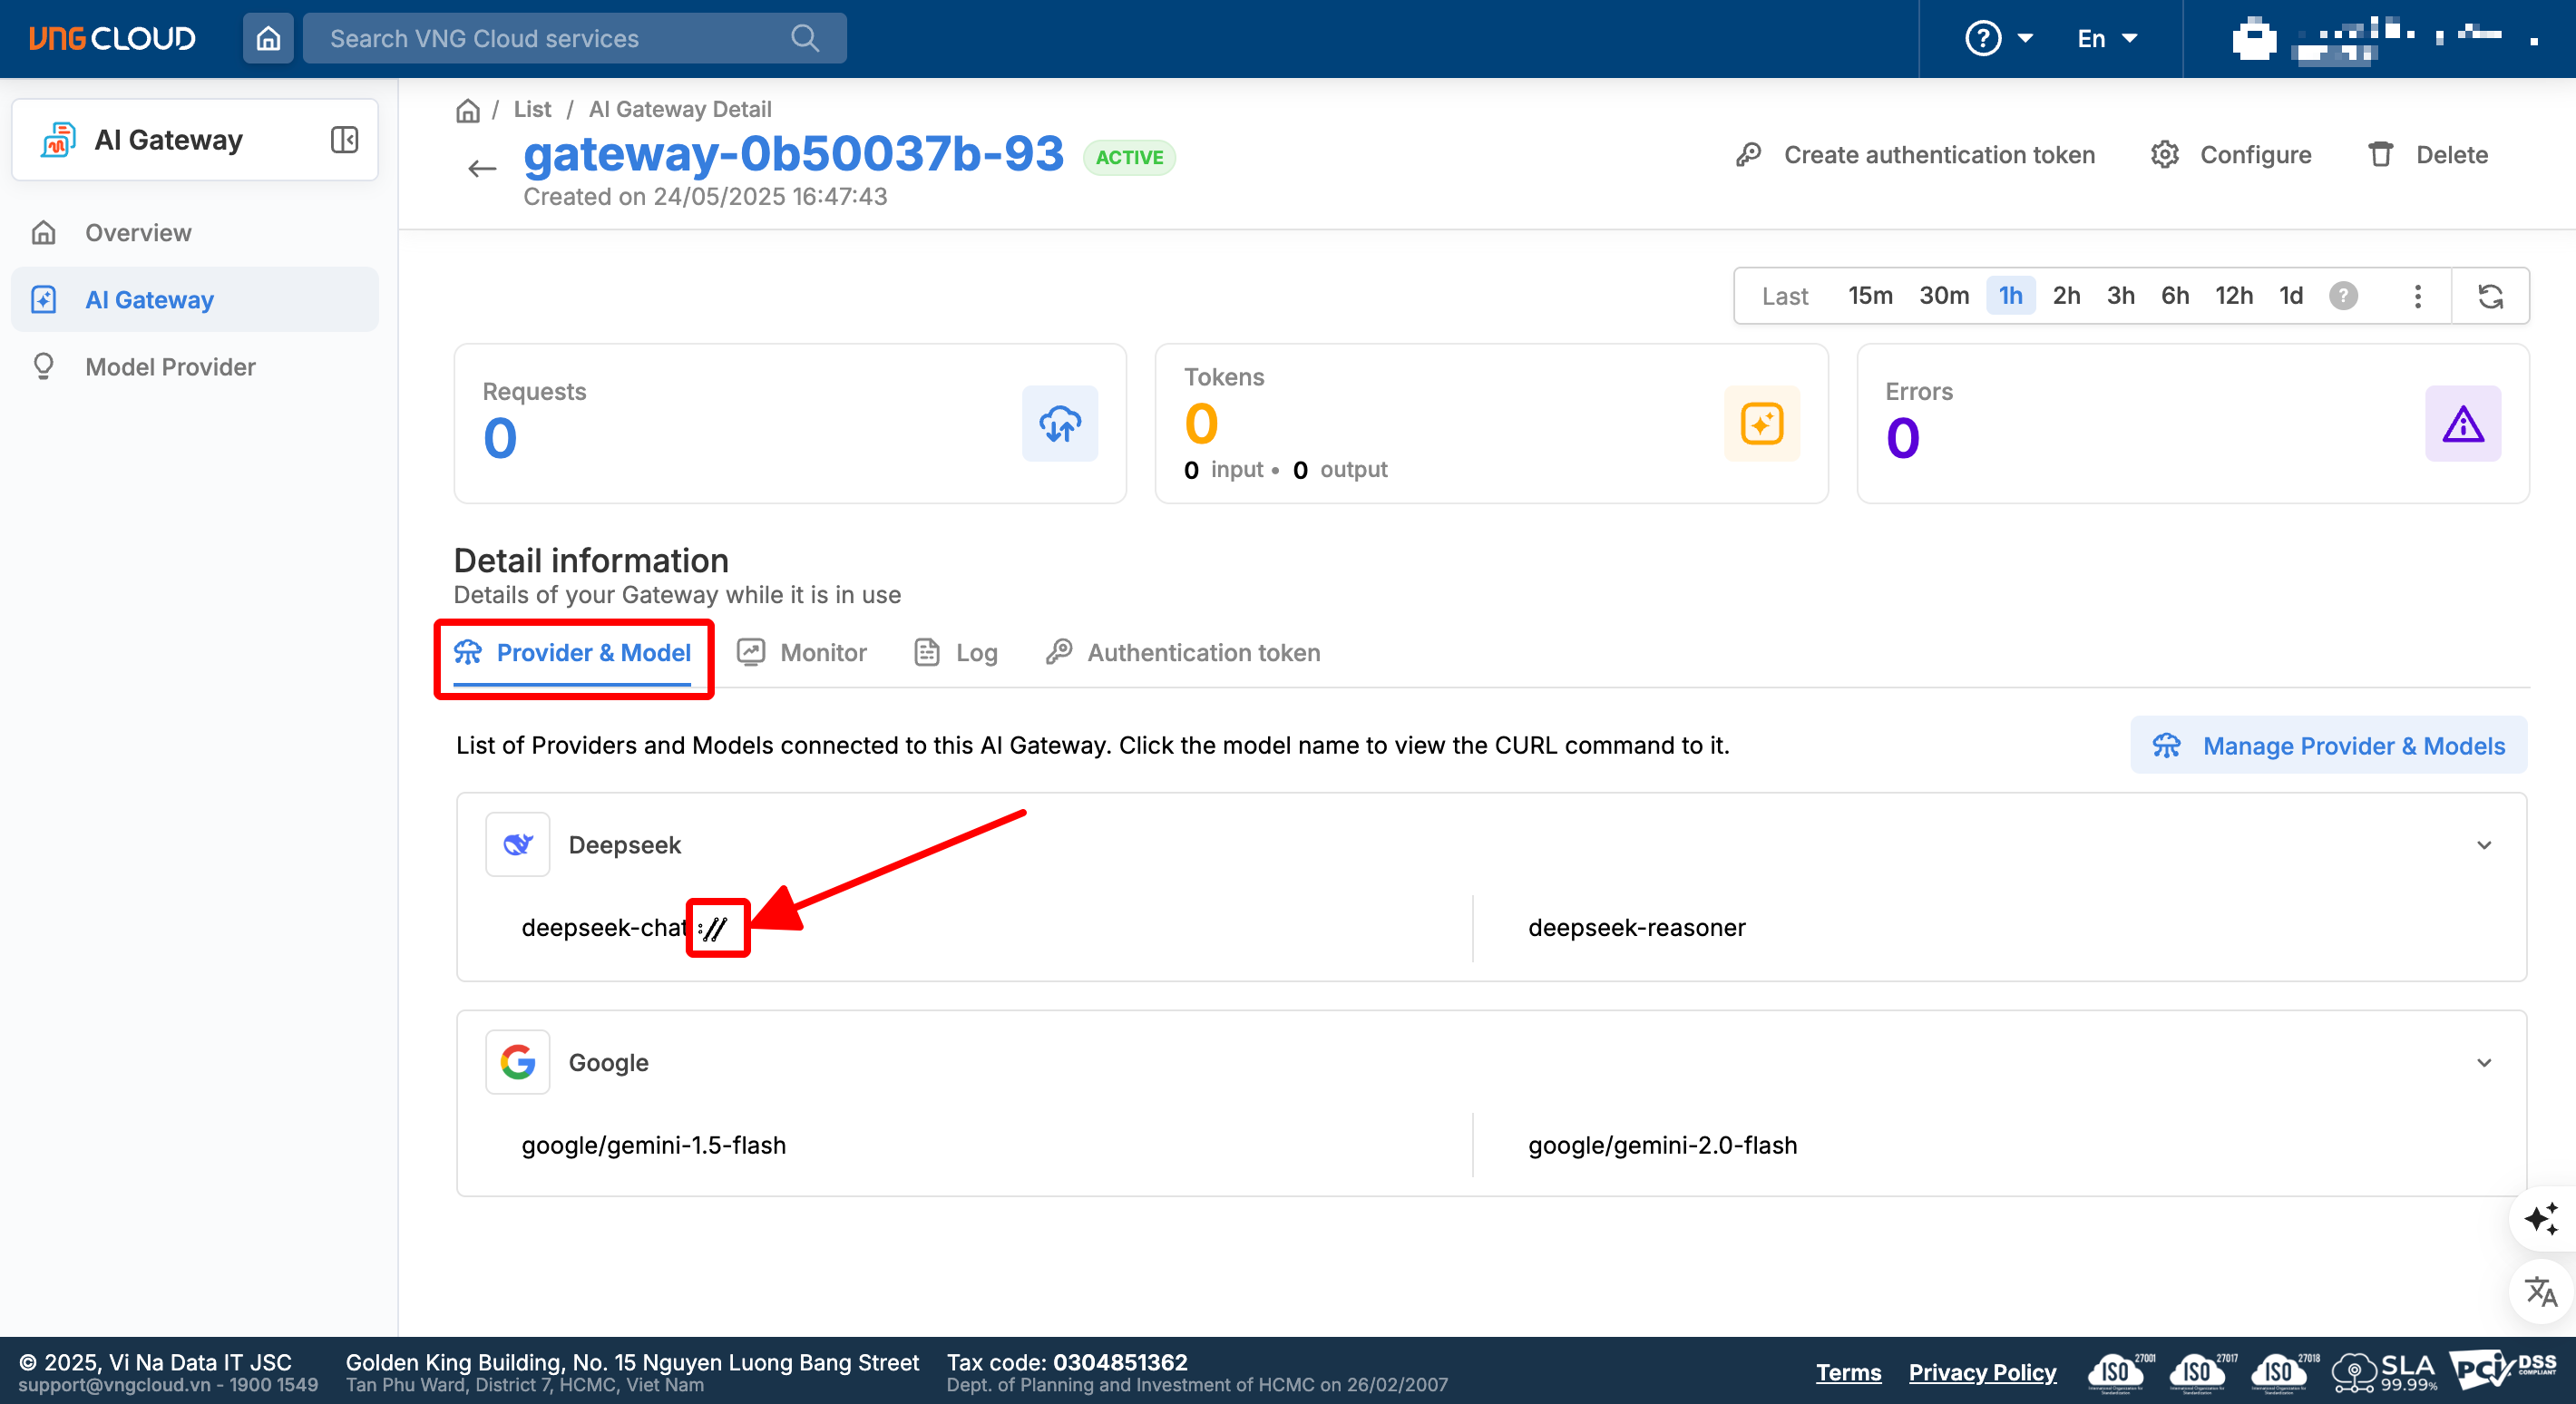 VNG CLOUD
Search VNG Cloud services
? En
AI Gateway
Overview
AI Gateway
Model Provider
/ List / AI Gateway Detail
gateway-0b50037b-93 ACTIVE
Created on 24/05/2025 16:47:43
Create authentication token Configure Delete
Last 15m 30m 1h 2h 3h 6h 12h 1d ?
Requests
0
Tokens
0
0 input • 0 output
Errors
0
Detail information
Details of your Gateway while it is in use
Provider & Model Monitor Log Authentication token
List of Providers and Models connected to this AI Gateway. Click the model name to view the CURL command to it.
Manage Provider & Models
Deepseek
deepseek-chat ://
deepseek-reasoner
Google
google/gemini-1.5-flash
google/gemini-2.0-flash
© 2025, Vi Na Data IT JSC
support@vngcloud.vn - 1900 1549
Golden King Building, No. 15 Nguyen Luong Bang Street
Tan Phu Ward, District 7, HCMC, Viet Nam
Tax code: 0304851362
Dept. of Planning and Investment of HCMC on 26/02/2007
Terms Privacy Policy
ISO 27001
ISO 27017
ISO 27018
SLA 99.99%
PCI DSS COMPLIANT